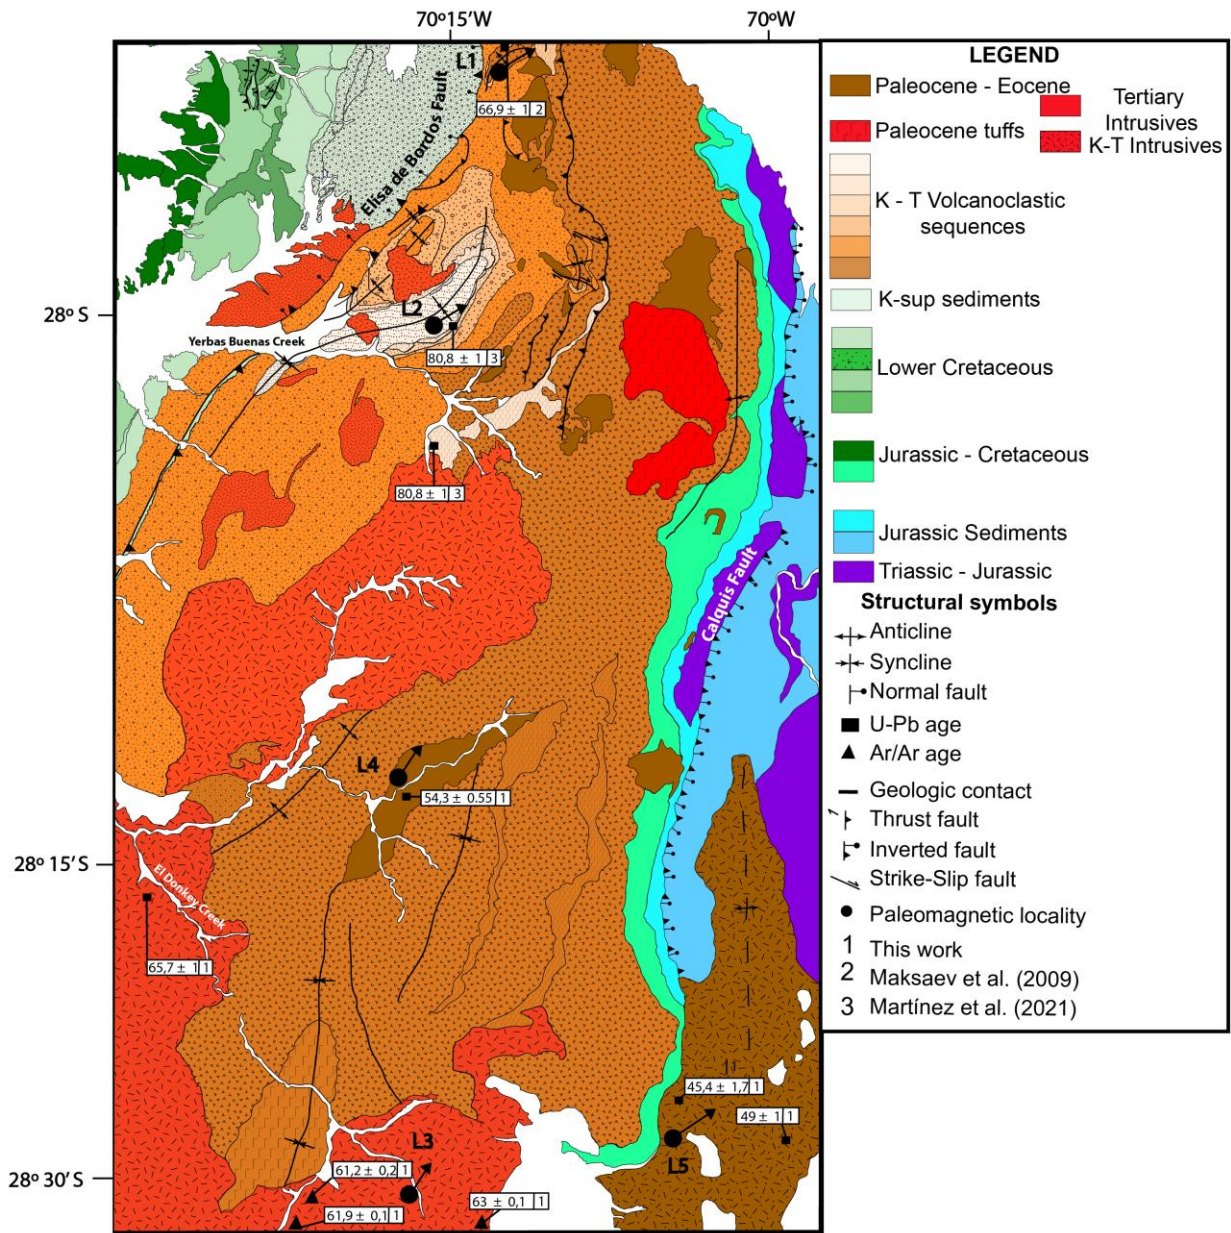 70º15'W
70ºW
28ºS
28º 15'S
28º 30'S
L1
66,9 ± 1 2
Elisa de Bordos Fault
L2
Yerbas Buenas Creek
80,8 ± 1 3
80,8 ± 1 3
Calquis Fault
L4
54,3 ± 0.55 1
El Donkey Creek
65,7 ± 1 1
45,4 ± 1,7 1
49 ± 1 1
L3
L5
61,2 ± 0,2 1
63 ± 0,1 1
61,9 ± 0,1 1
LEGEND
Paleocene - Eocene
Tertiary
Intrusives
Paleocene tuffs
K-T Intrusives
K - T Volcanoclastic
sequences
K-sup sediments
Lower Cretaceous
Jurassic - Cretaceous
Jurassic Sediments
Triassic - Jurassic
Structural symbols
Anticline
Syncline
Normal fault
U-Pb age
Ar/Ar age
Geologic contact
Thrust fault
Inverted fault
Strike-Slip fault
Paleomagnetic locality
1 This work
2 Maksaev et al. (2009)
3 Martínez et al. (2021)